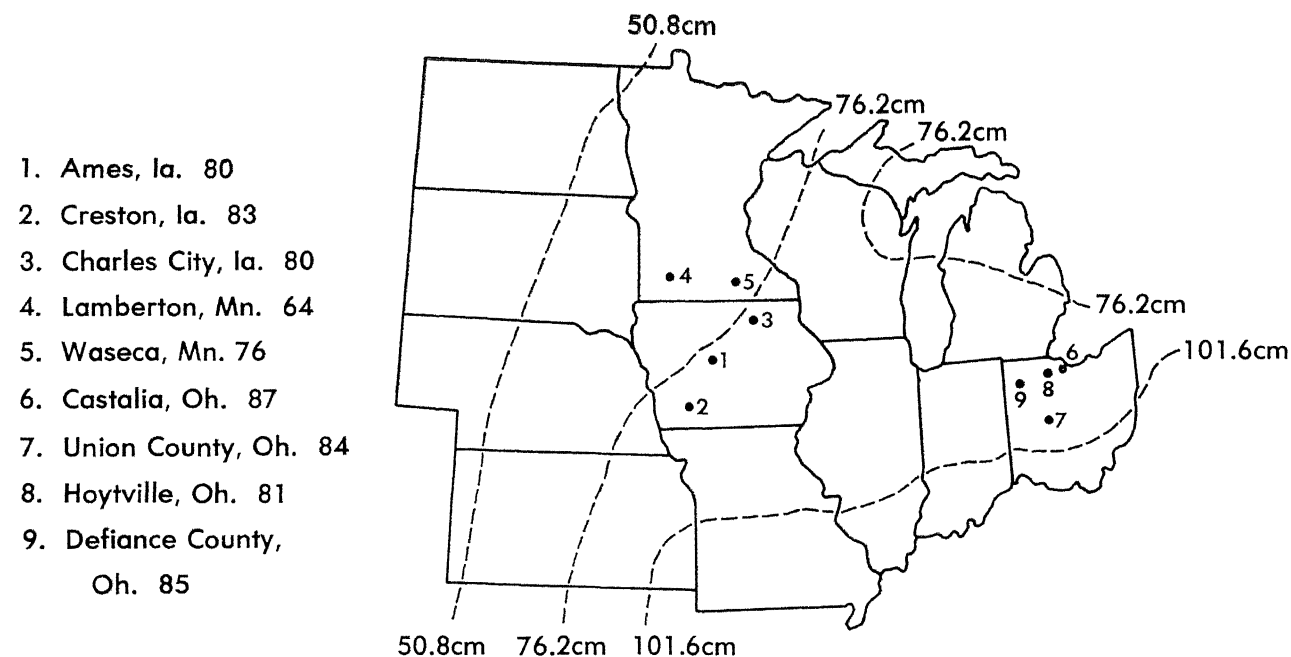 50.8cm
76.2cm
76.2cm
1. Ames, Ia. 80
2. Creston, Ia. 83
3. Charles City, Ia. 80
4. Lamberton, Mn. 64
5. Waseca, Mn. 76
6. Castalia, Oh. 87
7. Union County, Oh. 84
8. Hoytville, Oh. 81
9. Defiance County,
Oh. 85
4
5
76.2cm
3
101.6cm
6
1
8
9
2
7
50.8cm 76.2cm 101.6cm